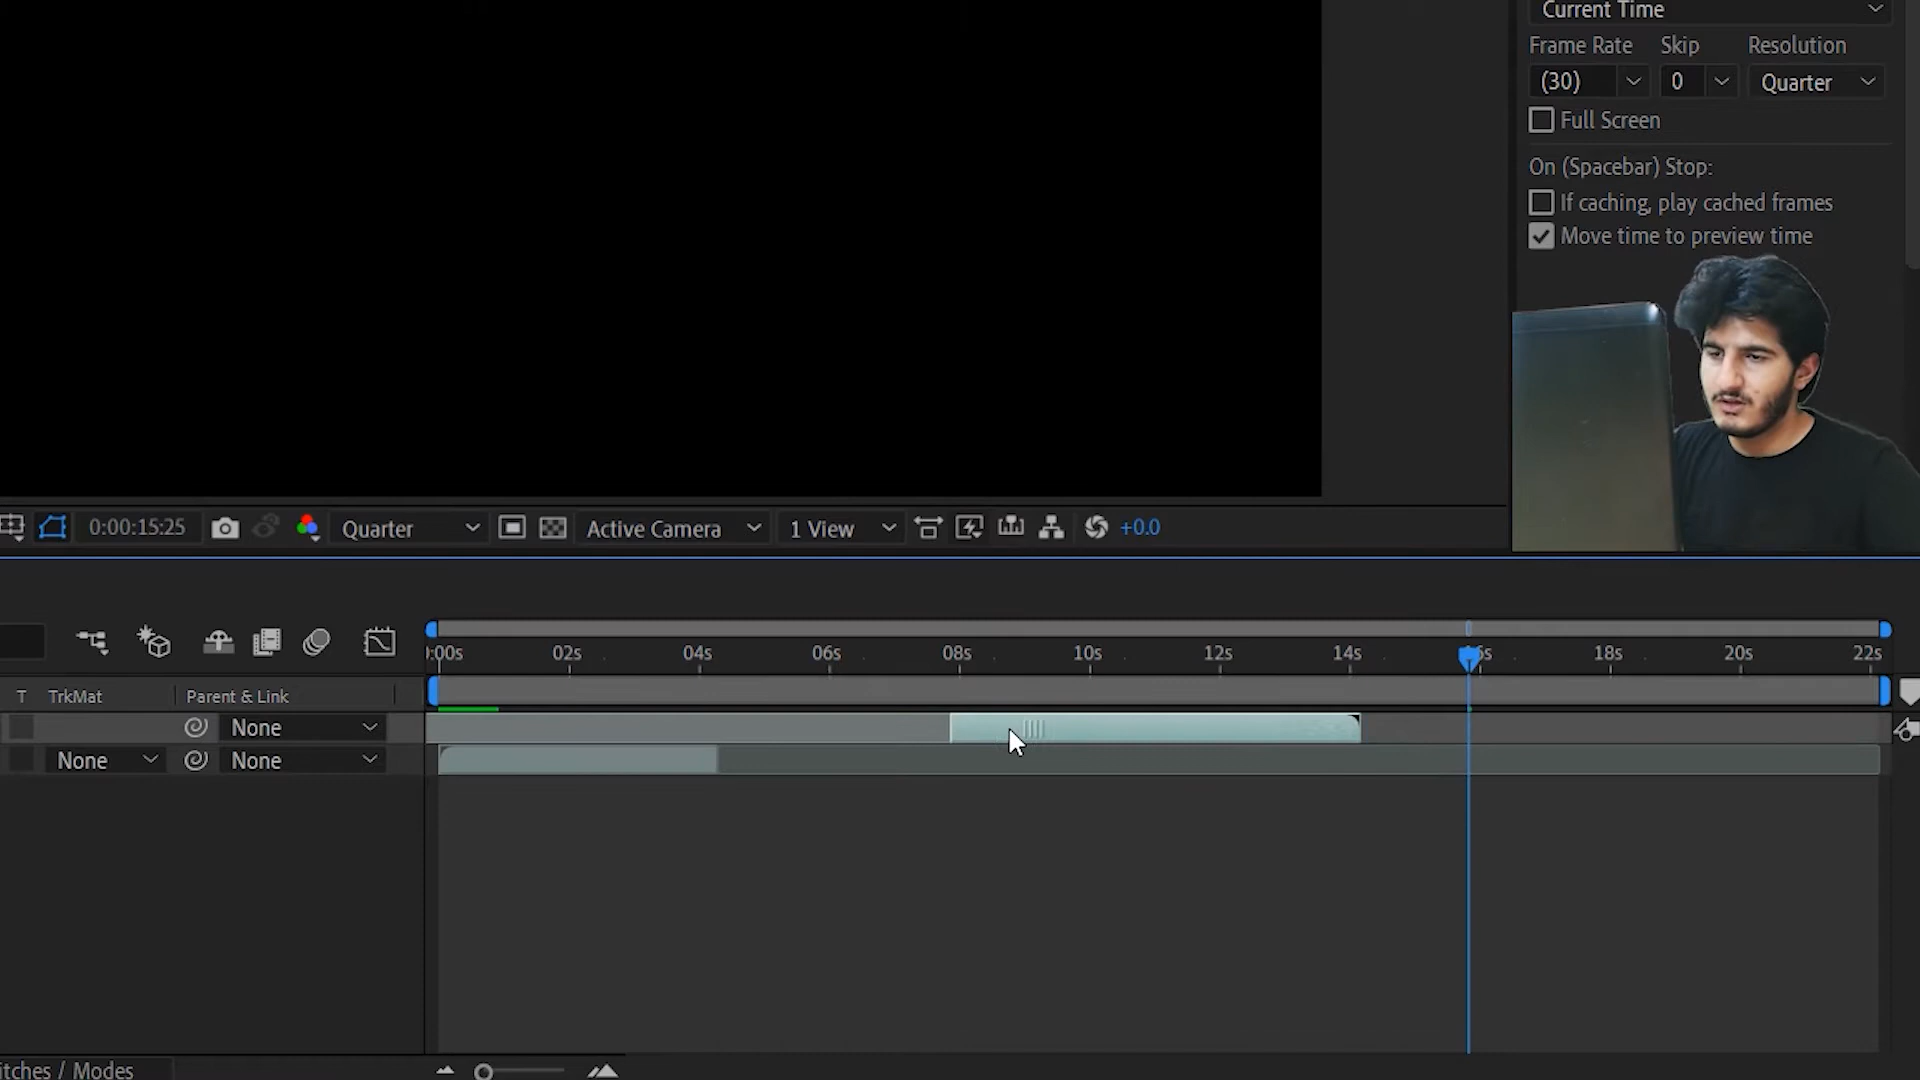 Current Time
Frame Rate Skip Resolution
(30) 0 Quarter
Full Screen
On (Spacebar) Stop:
If caching, play cached frames
Move time to preview time
0:00:15:25 Quarter Active Camera 1 View +0.0
:00s 02s 04s 06s 08s 10s 12s 14s 6s 18s 20s 22s
T TrkMat Parent & Link
None
None None
itches / Modes